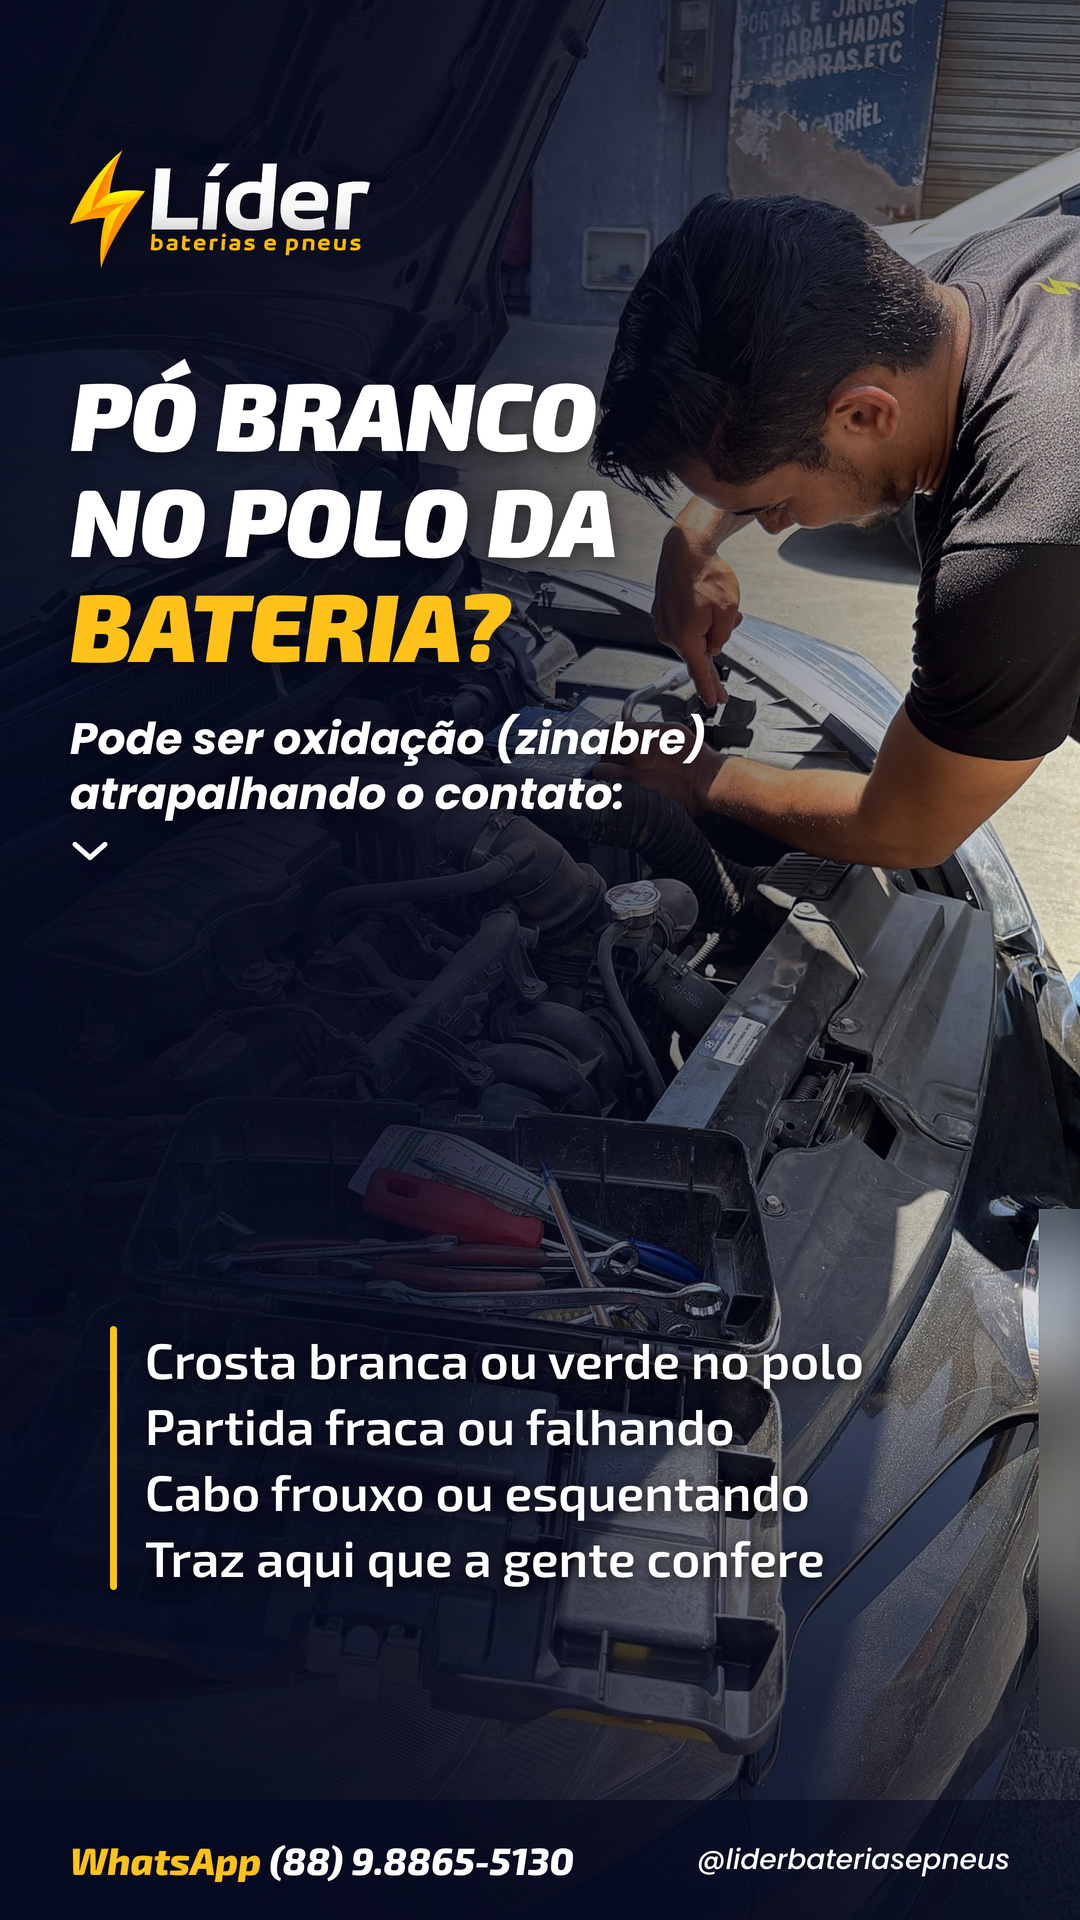 PORTAS E JANELAS
TRABALHADAS
FORRAS.ETC
GABRIEL
Líder
baterias e pneus
PÓ BRANCO
NO POLO DA
BATERIA?
Pode ser oxidação (zinabre)
atrapalhando o contato:
Crosta branca ou verde no polo
Partida fraca ou falhando
Cabo frouxo ou esquentando
Traz aqui que a gente confere
WhatsApp (88) 9.8865-5130
@liderbateriasepneus